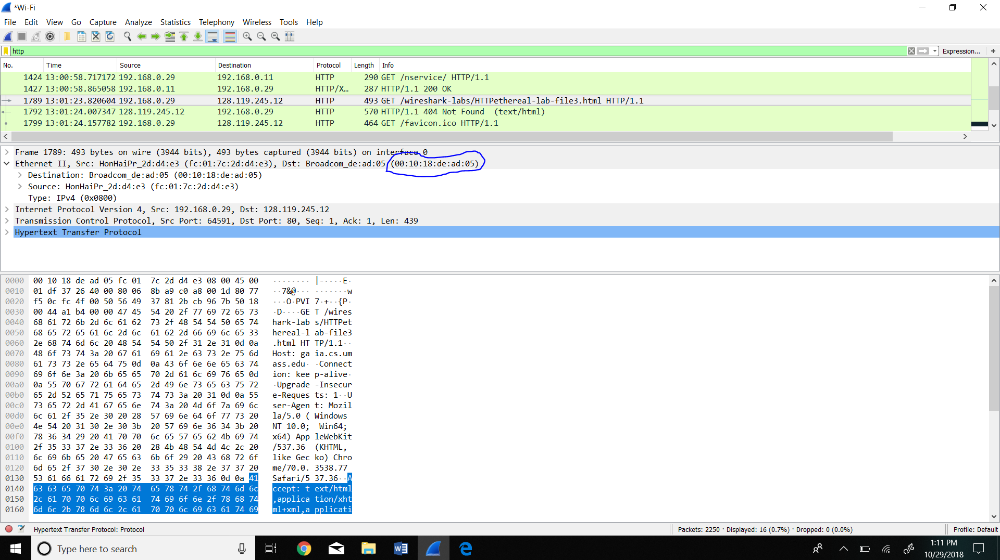 *Wi-Fi
File Edit View Go Capture Analyze Statistics Telephony Wireless Tools Help
http
Expression... +
No. Time Source Destination Protocol Length Info
1424 13:00:58.717172 192.168.0.29 192.168.0.11 HTTP 290 GET /nservice/ HTTP/1.1
1427 13:00:58.865058 192.168.0.11 192.168.0.29 HTTP/X... 287 HTTP/1.1 200 OK
1789 13:01:23.820604 192.168.0.29 128.119.245.12 HTTP 493 GET /wireshark-labs/HTTPethereal-lab-file3.html HTTP/1.1
1792 13:01:24.007347 128.119.245.12 192.168.0.29 HTTP 570 HTTP/1.1 404 Not Found (text/html)
1799 13:01:24.157782 192.168.0.29 128.119.245.12 HTTP 464 GET /favicon.ico HTTP/1.1
Frame 1789: 493 bytes on wire (3944 bits), 493 bytes captured (3944 bits) on interface 0
Ethernet II, Src: HonHaiPr_2d:d4:e3 (fc:01:7c:2d:d4:e3), Dst: Broadcom_de:ad:05 (00:10:18:de:ad:05)
Destination: Broadcom_de:ad:05 (00:10:18:de:ad:05)
Source: HonHaiPr_2d:d4:e3 (fc:01:7c:2d:d4:e3)
Type: IPv4 (0x0800)
Internet Protocol Version 4, Src: 192.168.0.29, Dst: 128.119.245.12
Transmission Control Protocol, Src Port: 64591, Dst Port: 80, Seq: 1, Ack: 1, Len: 439
Hypertext Transfer Protocol
0000 00 10 18 de ad 05 fc 01 7c 2d d4 e3 08 00 45 00 ········ |-····E·
0010 01 df 37 26 40 00 80 06 8b a9 c0 a8 00 1d 80 77 ··7&@··· ·······w
0020 f5 0c fc 4f 00 50 56 49 37 81 2b cb 96 7b 50 18 ···O·PVI 7·+··{P·
0030 00 44 a1 b4 00 00 47 45 54 20 2f 77 69 72 65 73 ·D····GE T /wires
0040 68 61 72 6b 2d 6c 61 62 73 2f 48 54 54 50 65 74 hark-lab s/HTTPet
0050 68 65 72 65 61 6c 2d 6c 61 62 2d 66 69 6c 65 33 hereal-l ab-file3
0060 2e 68 74 6d 6c 20 48 54 54 50 2f 31 2e 31 0d 0a .html HT TP/1.1··
0070 48 6f 73 74 3a 20 67 61 69 61 2e 63 73 2e 75 6d Host: ga ia.cs.um
0080 61 73 73 2e 65 64 75 0d 0a 43 6f 6e 6e 65 63 74 ass.edu· ·Connect
0090 69 6f 6e 3a 20 6b 65 65 70 2d 61 6c 69 76 65 0d ion: kee p-alive·
00a0 0a 55 70 67 72 61 64 65 2d 49 6e 73 65 63 75 72 ·Upgrade -Insecur
00b0 65 2d 52 65 71 75 65 73 74 73 3a 20 31 0d 0a 55 e-Reques ts: 1··U
00c0 73 65 72 2d 41 67 65 6e 74 3a 20 4d 6f 7a 69 6c ser-Agen t: Mozil
00d0 6c 61 2f 35 2e 30 20 28 57 69 6e 64 6f 77 73 20 la/5.0 ( Windows
00e0 4e 54 20 31 30 2e 30 3b 20 57 69 6e 36 34 3b 20 NT 10.0; Win64;
00f0 78 36 34 29 20 41 70 70 6c 65 57 65 62 4b 69 74 x64) App leWebKit
0100 2f 35 33 37 2e 33 36 20 28 4b 48 54 4d 4c 2c 20 /537.36 (KHTML,
0110 6c 69 6b 65 20 47 65 63 6b 6f 29 20 43 68 72 6f like Gec ko) Chro
0120 6d 65 2f 37 30 2e 30 2e 33 35 33 38 2e 37 37 20 me/70.0. 3538.77
0130 53 61 66 61 72 69 2f 35 33 37 2e 33 36 0d 0a 41 Safari/5 37.36··A
0140 63 63 65 70 74 3a 20 74 65 78 74 2f 68 74 6d 6c ccept: t ext/html
0150 2c 61 70 70 6c 69 63 61 74 69 6f 6e 2f 78 68 74 ,applica tion/xht
0160 6d 6c 2b 78 6d 6c 2c 61 70 70 6c 69 63 61 74 69 ml+xml,a pplicati
Hypertext Transfer Protocol: Protocol
Packets: 2250 · Displayed: 16 (0.7%) · Dropped: 0 (0.0%)
Profile: Default
Type here to search
1:11 PM
10/29/2018